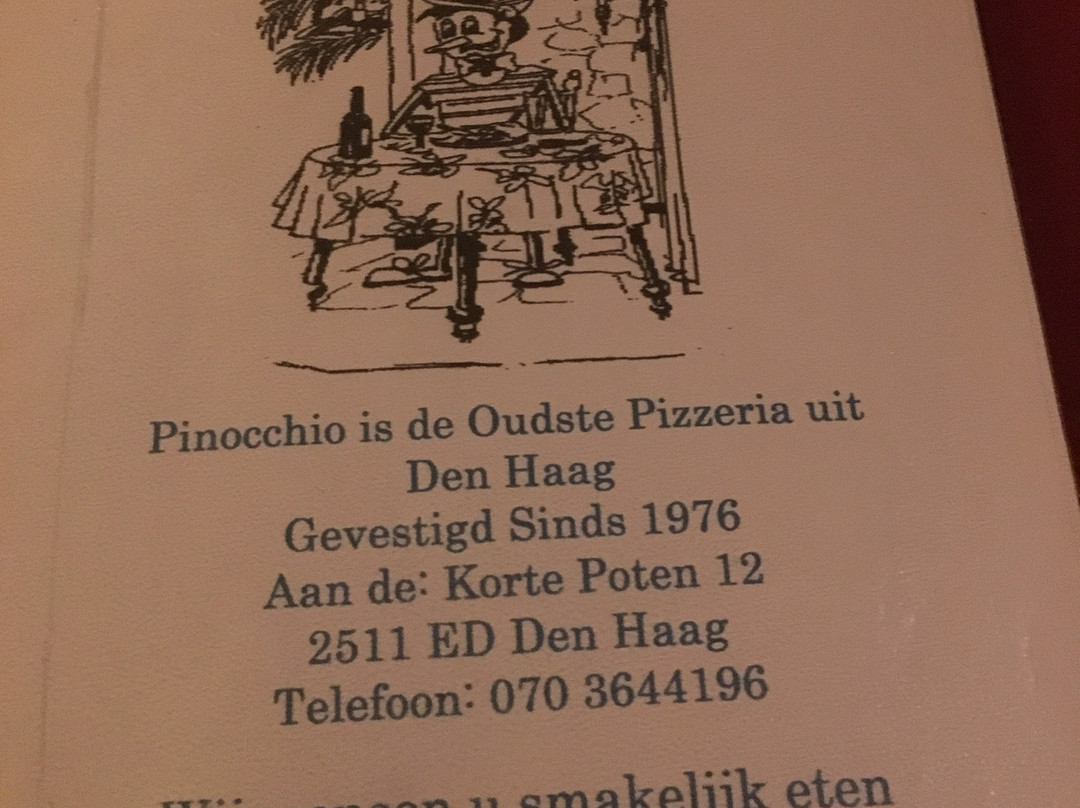 Pinocchio is de Oudste Pizzeria uit
Den Haag
Gevestigd Sinds 1976
Aan de: Korte Poten 12
2511 ED Den Haag
Telefoon: 070 3644196
u smakelijk eten